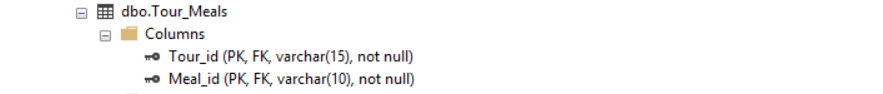 dbo.Tour_Meals
Columns
Tour_id (PK, FK, varchar(15), not null)
Meal_id (PK, FK, varchar(10), not null)